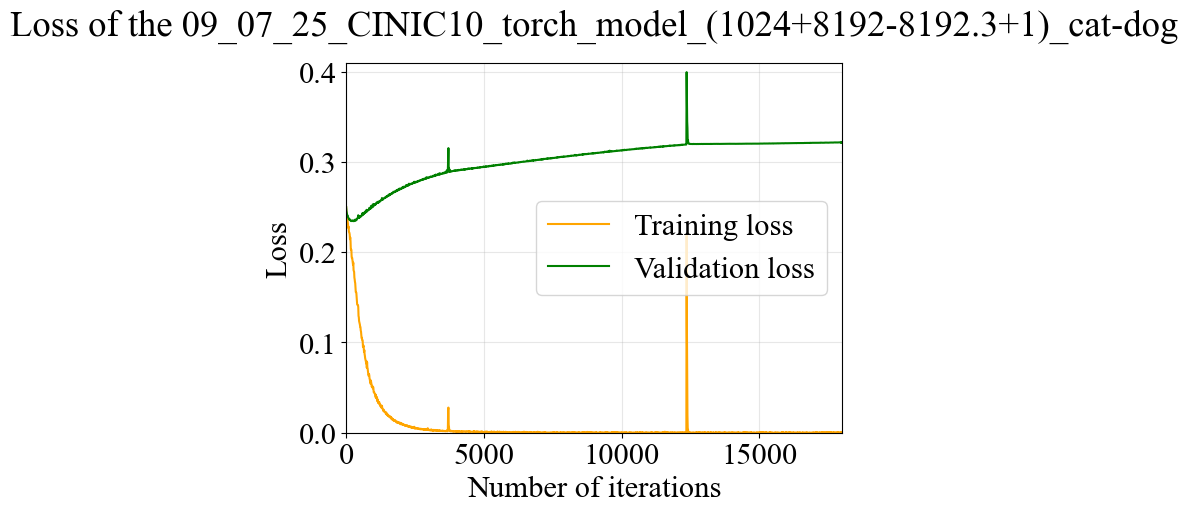 Loss of the 09_07_25_CINIC10_torch_model_(1024+8192-8192.3+1)_cat-dog
0.4
0.3
0.2
0.1
0.0
Loss
Training loss
Validation loss
0 5000 10000 15000
Number of iterations